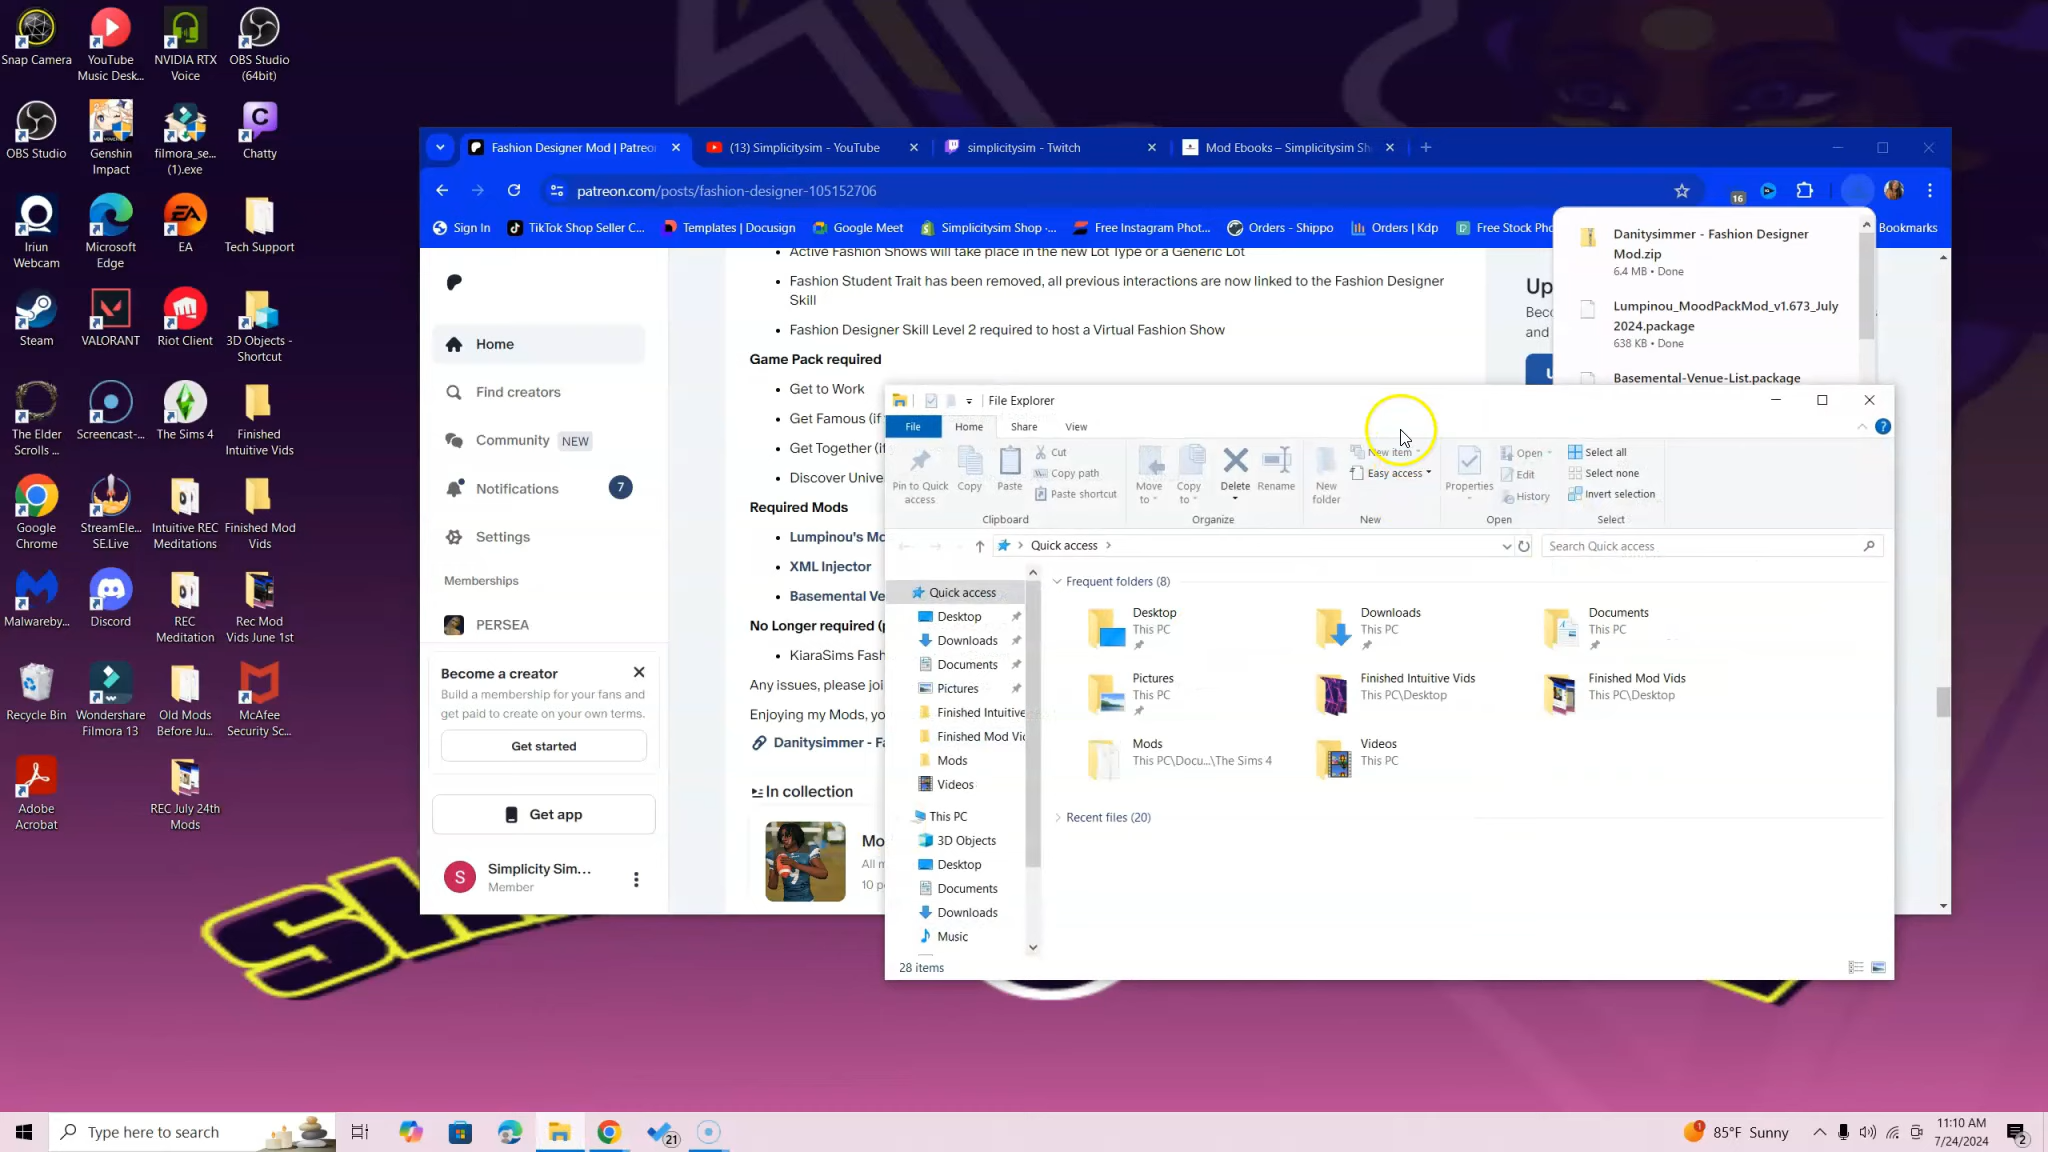 Snap Camera
YouTube Music Desk...
NVIDIA RTX Voice
OBS Studio (64bit)
OBS Studio
Genshin Impact
filmora_se... (1).exe
Chatty
Iriun Webcam
Microsoft Edge
EA
Tech Support
Steam
VALORANT
Riot Client
3D Objects - Shortcut
The Elder Scrolls ...
Screencast-...
The Sims 4
Finished Intuitive Vids
Google Chrome
StreamEle... SE.Live
Intuitive REC Meditations
Finished Mod Vids
Malwareby...
Discord
REC Meditation
Rec Mod Vids June 1st
Recycle Bin
Wondershare Filmora 13
Old Mods Before Ju...
McAfee Security Sc...
Adobe Acrobat
REC July 24th Mods
Fashion Designer Mod | Patreo
(13) Simplicitysim - YouTube
simplicitysim - Twitch
Mod Ebooks – Simplicitysim Sh
patreon.com/posts/fashion-designer-105152706
16
Sign In
TikTok Shop Seller C...
Templates | Docusign
Google Meet
Simplicitysim Shop ·...
Free Instagram Phot...
Orders - Shippo
Orders | Kdp
Free Stock Pho
Bookmarks
Danitysimmer - Fashion Designer
Mod.zip
6.4 MB • Done
Lumpinou_MoodPackMod_v1.673_July
2024.package
638 KB • Done
Basemental-Venue-List.package
Home
Find creators
Community NEW
Notifications 7
Settings
Memberships
PERSEA
Become a creator
Build a membership for your fans and
get paid to create on your own terms.
Get started
Get app
S
Simplicity Sim...
Member
Active Fashion Shows will take place in the new Lot Type or a Generic Lot
• Fashion Student Trait has been removed, all previous interactions are now linked to the Fashion Designer
Skill
• Fashion Designer Skill Level 2 required to host a Virtual Fashion Show
Game Pack required
• Get to Work
• Get Famous (if
• Get Together (i
• Discover Unive
Required Mods
• Lumpinou's Mo
• XML Injector
• Basemental Ve
No Longer required (
• KiaraSims Fash
Any issues, please joi
Enjoying my Mods, yo
Danitysimmer - Fa
In collection
Mo
All m
10 p
Up
Beco
and
File Explorer
File
Home
Share
View
Pin to Quick access
Copy
Paste
Cut
Copy path
Paste shortcut
Clipboard
Move to
Copy to
Delete
Rename
Organize
New folder
New item
Easy access
New
Properties
Open
Edit
History
Open
Select all
Select none
Invert selection
Select
Quick access
Search Quick access
Quick access
Desktop
Downloads
Documents
Pictures
Finished Intuitive
Finished Mod Vi
Mods
Videos
This PC
3D Objects
Desktop
Documents
Downloads
Music
Frequent folders (8)
Desktop
This PC
Downloads
This PC
Documents
This PC
Pictures
This PC
Finished Intuitive Vids
This PC\Desktop
Finished Mod Vids
This PC\Desktop
Mods
This PC\Docu...\The Sims 4
Videos
This PC
Recent files (20)
28 items
Type here to search
21
1
85°F Sunny
11:10 AM
7/24/2024
2